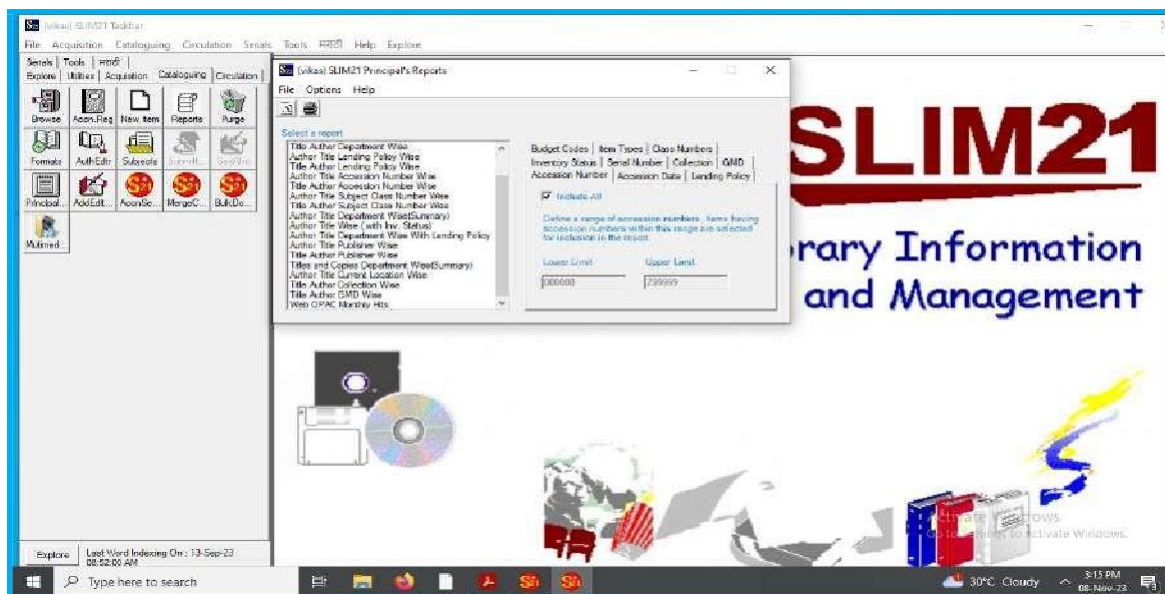 (vikas) SLIM21 Taskbar
File Acquisition Cataloguing Circulation Serials Tools मराठी Help Explore
Serials Tools मराठी
Explore Utilities Acquisition Cataloguing Circulation
Browse Accn.Reg New Item Reports Purge
Formats AuthEdtr Subcreate
Principal... AddEdt... AccnSe... MergeC... BulkDe...
Mutimed...
(vikas) SLIM21 Principal's Reports
File Options Help
Select a report
Title Author Department Wise
Author Title Lending Policy Wise
Title Author Lending Policy Wise
Author Title Accession Number Wise
Title Author Accession Number Wise
Author Title Subject Class Number Wise
Title Author Subject Class Number Wise
Author Title Department Wise(Summary)
Author Title Wise (with Inv. Status)
Author Title Department Wise With Lending Policy
Author Title Publisher Wise
Title Author Publisher Wise
Titles and Copies Department Wise(Summary)
Author Title Current Location Wise
Title Author Collection Wise
Title Author GMD Wise
Web OPAC Monthly Hits
Budget Codes Item Types Class Numbers
Inventory Status Serial Number Collection GMD
Accession Number Accession Date Lending Policy
Include All
Define a range of accession numbers, items having
accession numbers within this range are selected
for inclusion in the report.
Lower Limit Upper Limit
000000 Z99999
SLIM21
rary Information
and Management
Activate Windows
Go to Settings to activate Windows.
Explore
Last Word Indexing On : 13-Sep-23
08:52:00 AM
Type here to search
30°C Cloudy
3:15 PM
08-Nov-23